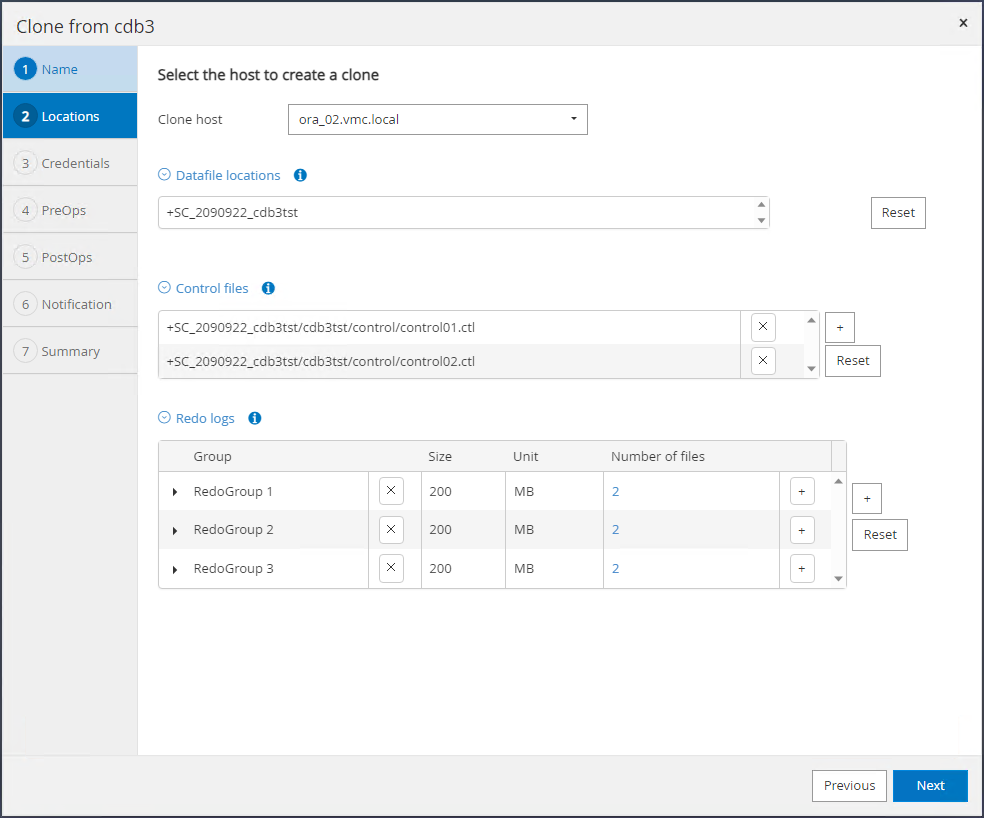 Clone from cdb3
×
1 Name
2 Locations
3 Credentials
4 PreOps
5 PostOps
6 Notification
7 Summary
Select the host to create a clone
Clone host ora_02.vmc.local
Datafile locations i
+SC_2090922_cdb3tst
Reset
Control files i
+SC_2090922_cdb3tst/cdb3tst/control/control01.ctl × +
+SC_2090922_cdb3tst/cdb3tst/control/control02.ctl × Reset
Redo logs i
Group Size Unit Number of files
RedoGroup 1 × 200 MB 2 + +
RedoGroup 2 × 200 MB 2 + Reset
RedoGroup 3 × 200 MB 2 +
Previous Next